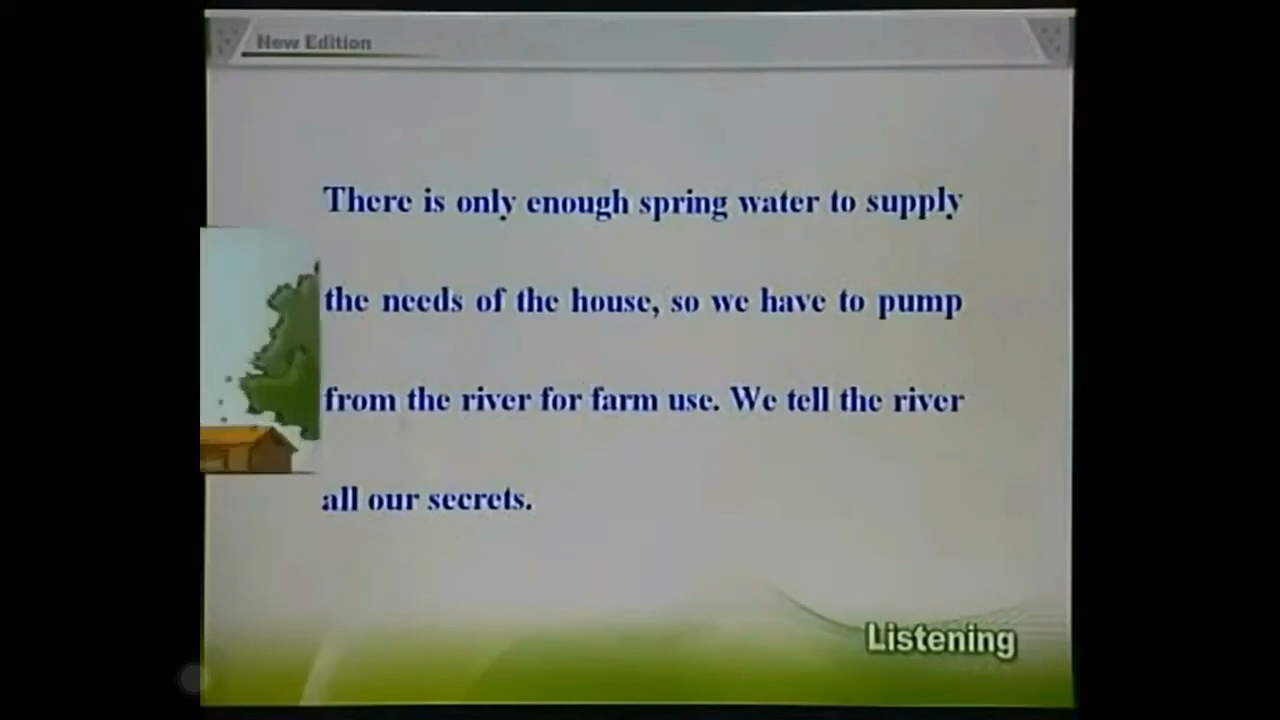 New Edition
There is only enough spring water to supply
the needs of the house, so we have to pump
from the river for farm use. We tell the river
all our secrets.
Listening